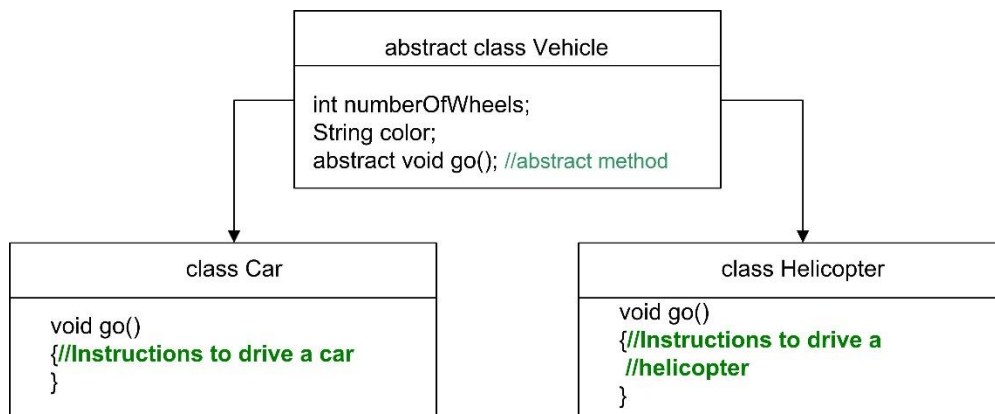 abstract class Vehicle
int numberOfWheels;
String color;
abstract void go(); //abstract method
class Car
void go()
{//Instructions to drive a car
}
class Helicopter
void go()
{//Instructions to drive a
//helicopter
}